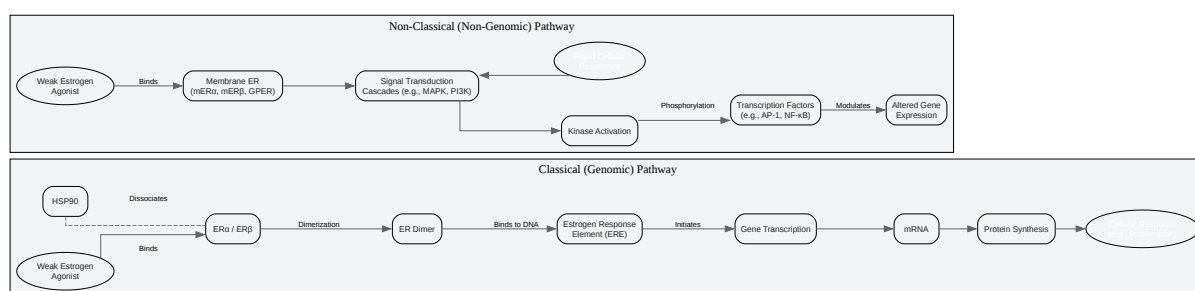 Non-Classical (Non-Genomic) Pathway
Weak Estrogen
Agonist
Binds
Membrane ER
(mERα, mERβ, GPER)
Signal Transduction
Cascades (e.g., MAPK, PI3K)
Kinase Activation
Phosphorylation
Transcription Factors
(e.g., AP-1, NF-κB)
Modulates
Altered Gene
Expression
Classical (Genomic) Pathway
HSP90
Dissociates
Weak Estrogen
Agonist
Binds
ERα / ERβ
Dimerization
ER Dimer
Binds to DNA
Estrogen Response
Element (ERE)
Initiates
Gene Transcription
mRNA
Protein Synthesis